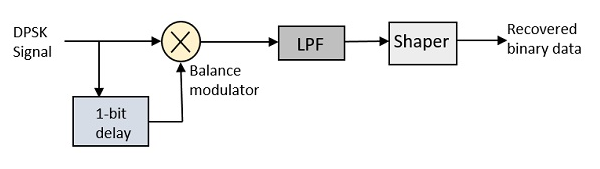 DPSK
Signal
Balance
modulator
LPF
Shaper
Recovered
binary data
1-bit
delay